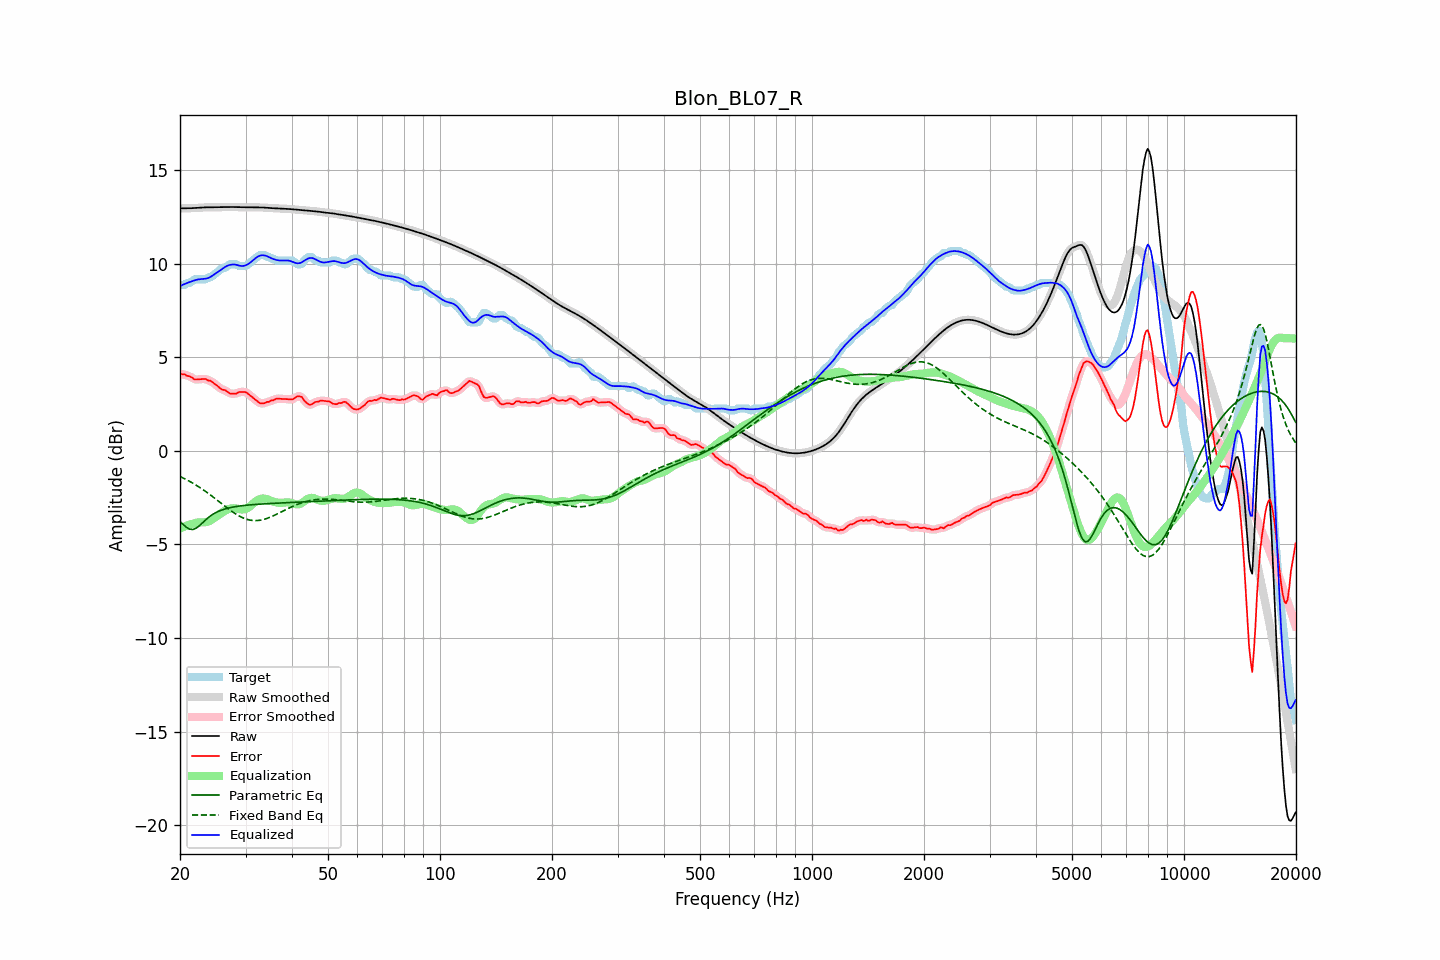 Blon_BL07_R
Amplitude (dBr)
15
10
5
0
−5
−10
−15
−20
Target
Raw Smoothed
Error Smoothed
Raw
Error
Equalization
Parametric Eq
Fixed Band Eq
Equalized
20 50 100 200 500 1000 2000 5000 10000 20000
Frequency (Hz)